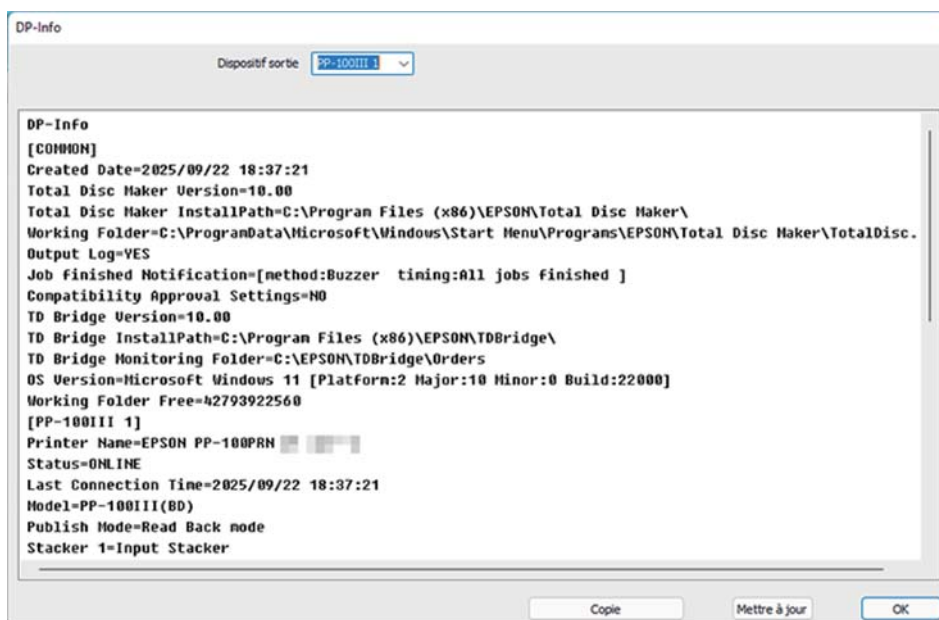 DP-Info
Dispositif sortie PP-100III 1
DP-Info
[COMMON]
Created Date=2025/09/22 18:37:21
Total Disc Maker Version=10.00
Total Disc Maker InstallPath=C:\Program Files (x86)\EPSON\Total Disc Maker\
Working Folder=C:\ProgramData\Microsoft\Windows\Start Menu\Programs\EPSON\Total Disc Maker\TotalDisc.
Output Log=YES
Job finished Notification=[method:Buzzer  timing:All jobs finished ]
Compatibility Approval Settings=NO
TD Bridge Version=10.00
TD Bridge InstallPath=C:\Program Files (x86)\EPSON\TDBridge\
TD Bridge Monitoring Folder=C:\EPSON\TDBridge\Orders
OS Version=Microsoft Windows 11 [Platform:2 Major:10 Minor:0 Build:22000]
Working Folder Free=42793922560
[PP-100III 1]
Printer Name=EPSON PP-100PRN
Status=ONLINE
Last Connection Time=2025/09/22 18:37:21
Model=PP-100III(BD)
Publish Mode=Read Back mode
Stacker 1=Input Stacker
Copie Mettre à jour OK